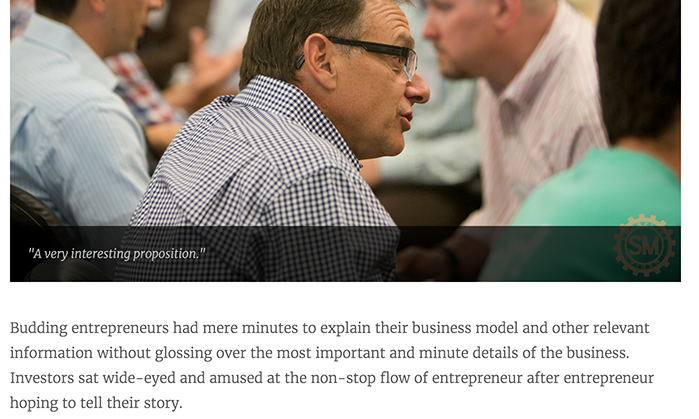 "A very interesting proposition."
SM
Budding entrepreneurs had mere minutes to explain their business model and other relevant
information without glossing over the most important and minute details of the business.
Investors sat wide-eyed and amused at the non-stop flow of entrepreneur after entrepreneur
hoping to tell their story.